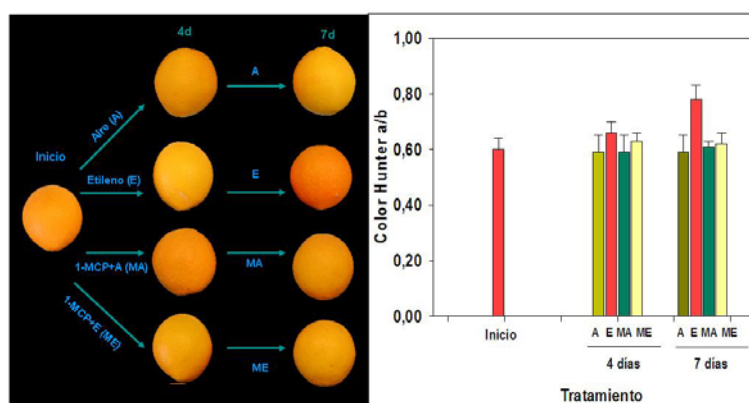 4d
7d
A
Aire (A)
Inicio
Etileno (E)
E
1-MCP+A (MA)
MA
1-MCP+E (ME)
ME
Color Hunter a/b
1,00
0,80
0,60
0,40
0,20
0,00
Inicio
A E MA ME
A E MA ME
4 días
7 días
Tratamiento